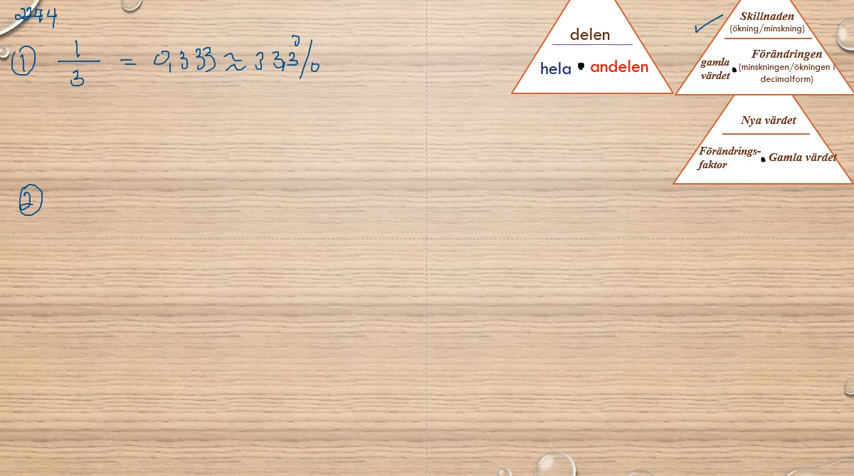 2244
① 1/3 = 0,333 ≈ 33,3%
②
delen
hela • andelen
Skillnaden
(ökning/minskning)
gamla värdet • Förändringen
(minskningen/ökningen i
decimalform)
Nya värdet
Förändrings-
faktor • Gamla värdet